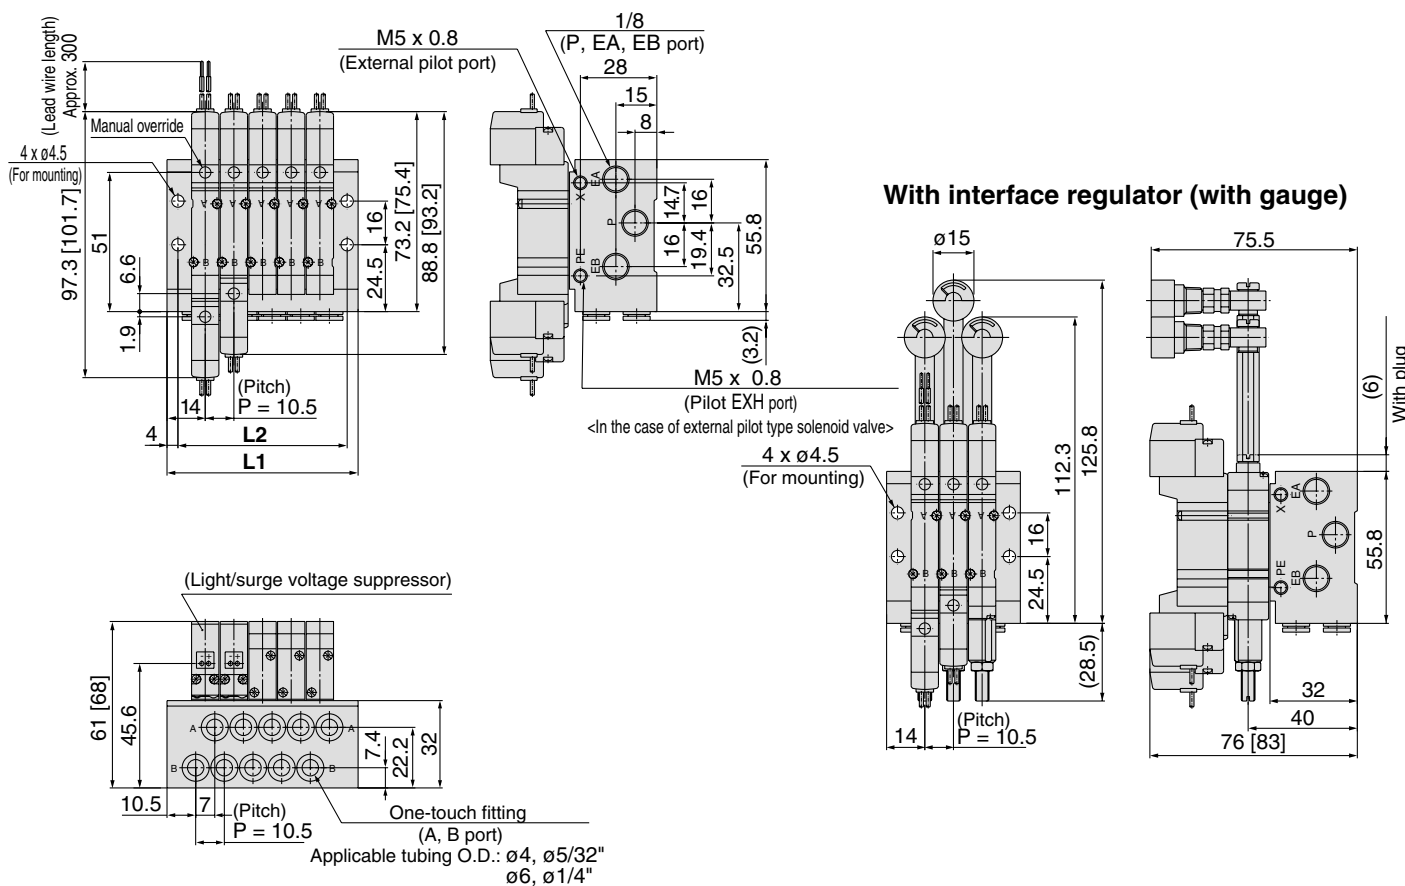 (Lead wire length)
Approx. 300
Manual override
4 x ø4.5
(For mounting)
97.3 [101.7]
51
6.6
1.9
16
24.5
73.2 [75.4]
88.8 [93.2]
A A A A A
B B B B B
(Pitch)
14
P = 10.5
4
L2
L1
M5 x 0.8
(External pilot port)
1/8
(P, EA, EB port)
28
15
8
EA
X
P
PE
EB
14.7
16
16
19.4
32.5
55.8
(3.2)
M5 x 0.8
(Pilot EXH port)
<In the case of external pilot type solenoid valve>
With interface regulator (with gauge)
ø15
4 x ø4.5
(For mounting)
A A A
B B B
16
24.5
112.3
125.8
(28.5)
(Pitch)
14
P = 10.5
75.5
(6)
With plug
EA
X
P
PE
EB
55.8
32
40
76 [83]
(Light/surge voltage suppressor)
61 [68]
45.6
A A
B B
7.4
22.2
32
10.5
7
(Pitch)
P = 10.5
One-touch fitting
(A, B port)
Applicable tubing O.D.: ø4, ø5/32"
ø6, ø1/4"